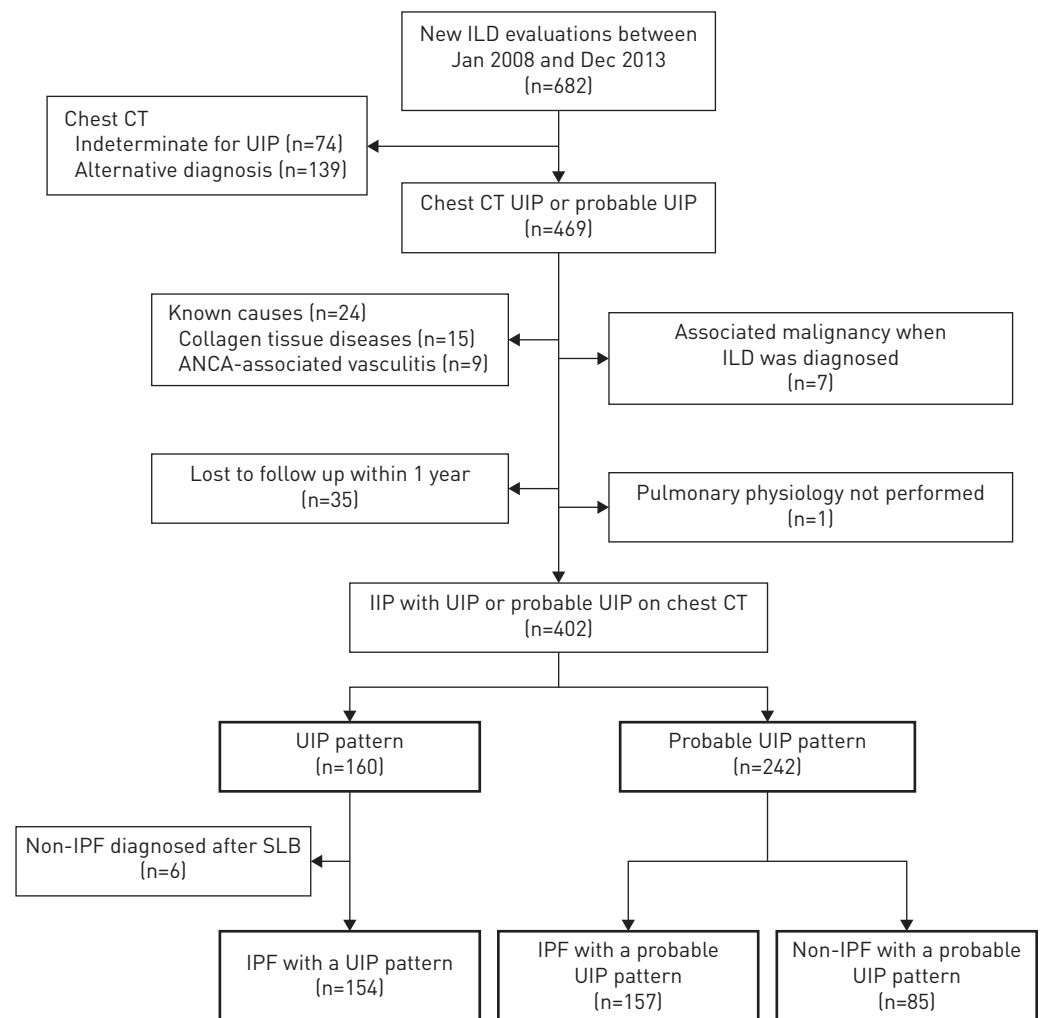 New ILD evaluations between
Jan 2008 and Dec 2013
(n=682)
Chest CT
Indeterminate for UIP (n=74)
Alternative diagnosis (n=139)
Chest CT UIP or probable UIP
(n=469)
Known causes (n=24)
Collagen tissue diseases (n=15)
ANCA-associated vasculitis (n=9)
Associated malignancy when
ILD was diagnosed
(n=7)
Lost to follow up within 1 year
(n=35)
Pulmonary physiology not performed
(n=1)
IIP with UIP or probable UIP on chest CT
(n=402)
UIP pattern
(n=160)
Probable UIP pattern
(n=242)
Non-IPF diagnosed after SLB
(n=6)
IPF with a UIP pattern
(n=154)
IPF with a probable
UIP pattern
(n=157)
Non-IPF with a probable
UIP pattern
(n=85)